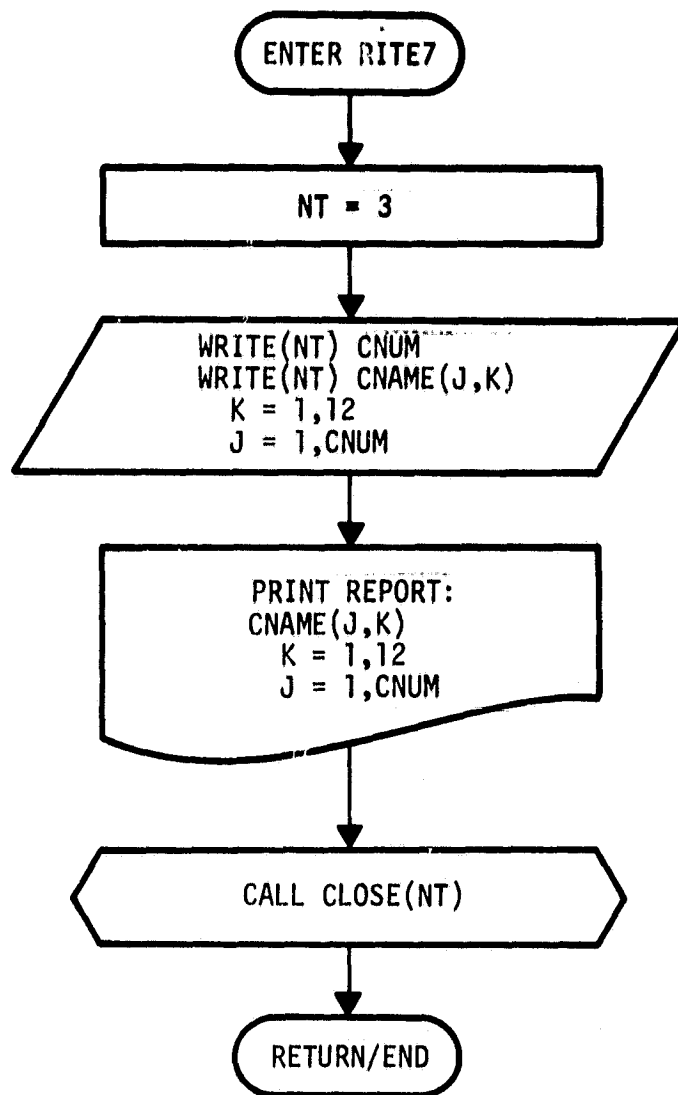 ENTER RITE7
NT = 3
WRITE(NT) CNUM
WRITE(NT) CNAME(J,K)
K = 1,12
J = 1,CNUM
PRINT REPORT:
CNAME(J,K)
K = 1,12
J = 1,CNUM
CALL CLOSE(NT)
RETURN/END